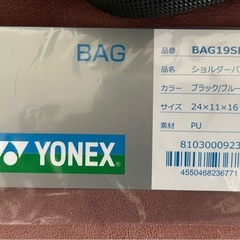 BAG
品番 BAG19S
品名 ショルダーバ
カラー ブラック/ブルー
サイズ 24×11×16
素材 PU
8103000923
4550468236771
YONEX